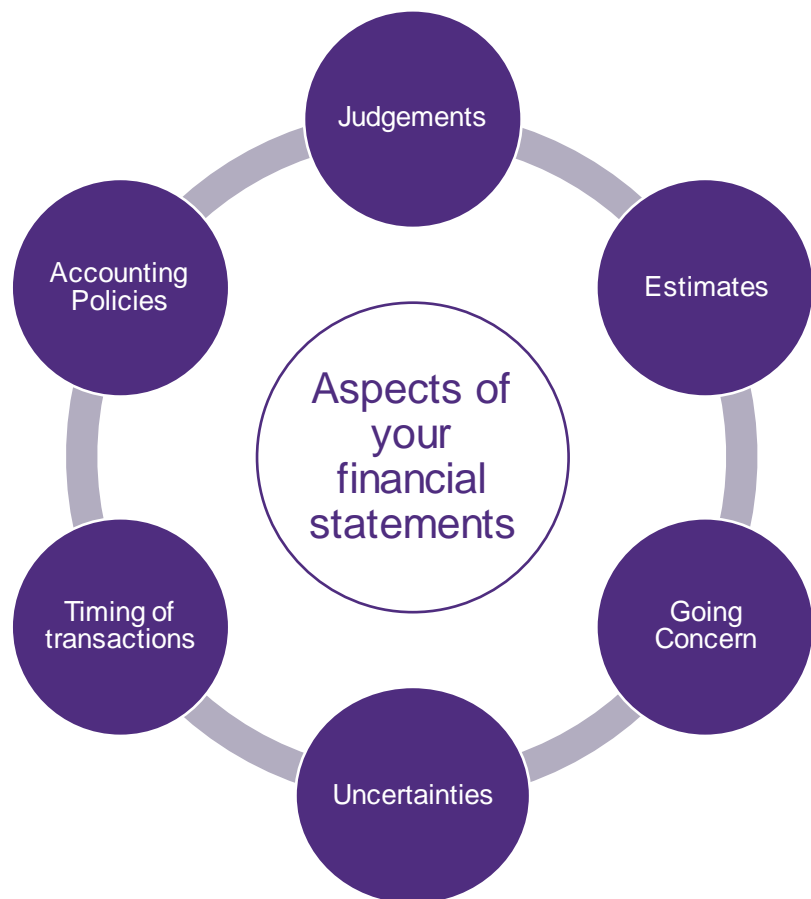 Judgements
Estimates
Going
Concern
Uncertainties
Timing of
transactions
Accounting
Policies
Aspects of
your
financial
statements